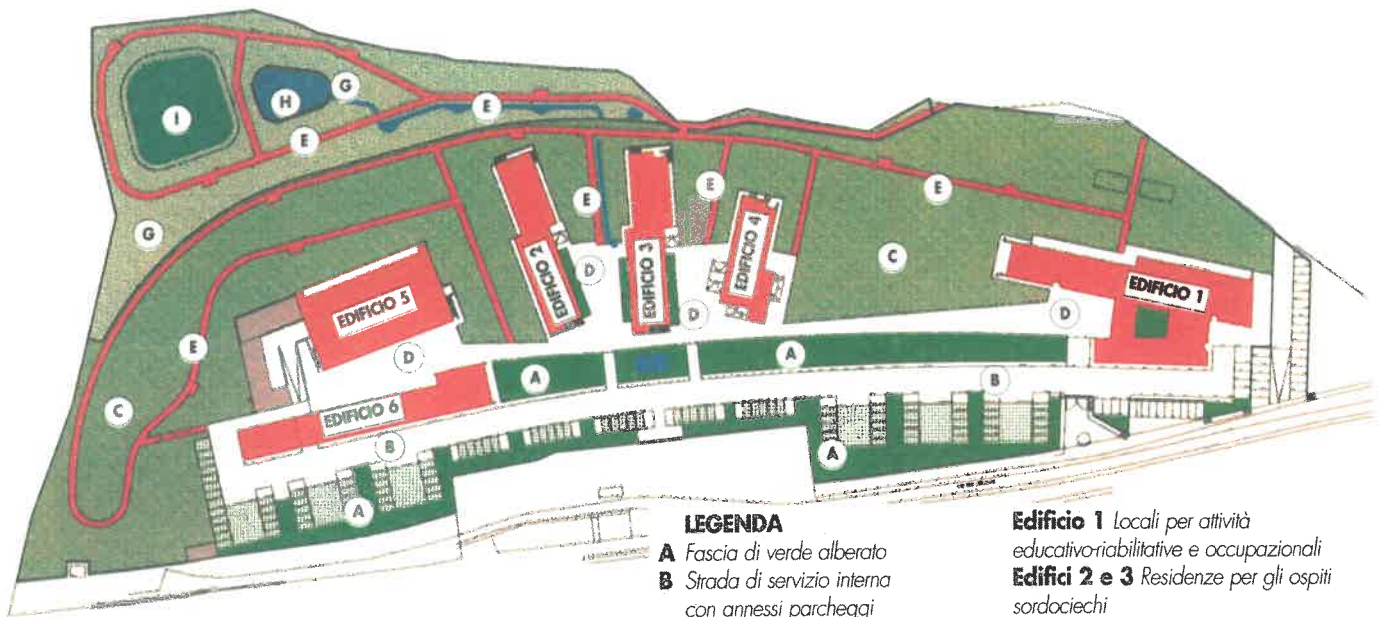 I
H
G
E
E
E
G
E
E
E
C
D
D
D
D
EDIFICIO 2
EDIFICIO 3
EDIFICIO 4
EDIFICIO 1
EDIFICIO 5
EDIFICIO 6
E
C
A
A
B
B
A
A
LEGENDA
A Fascia di verde alberato
B Strada di servizio interna
con annessi parcheggi
Edificio 1 Locali per attività
educativo-riabilitative e occupazionali
Edifici 2 e 3 Residenze per gli ospiti
sordociechi